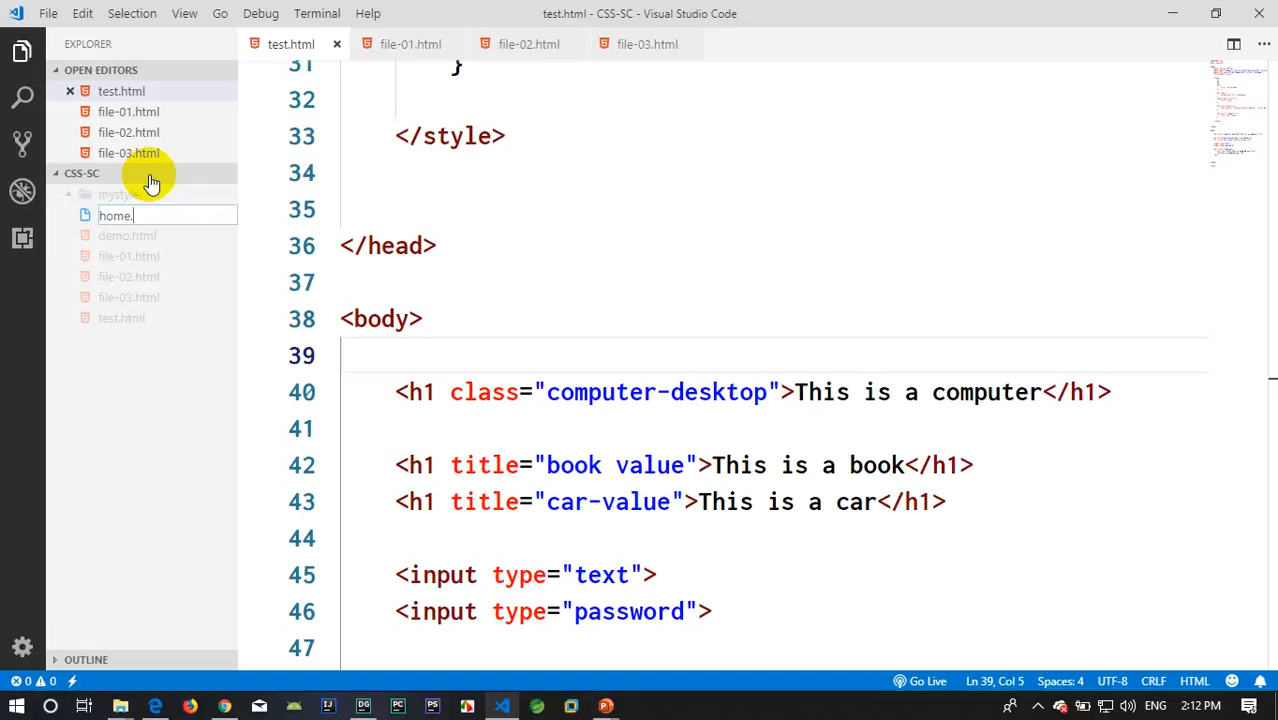 File Edit Selection View Go Debug Terminal Help
test.html - CSS-SC - Visual Studio Code
EXPLORER
test.html file-01.html file-02.html file-03.html
OPEN EDITORS
test.html
file-01.html
file-02.html
file-03.html
CSS-SC
mystyle
home.
demo.html
file-01.html
file-02.html
file-03.html
test.html
OUTLINE
31 }
32
33 </style>
34
35
36 </head>
37
38 <body>
39
40 <h1 class="computer-desktop">This is a computer</h1>
41
42 <h1 title="book value">This is a book</h1>
43 <h1 title="car-value">This is a car</h1>
44
45 <input type="text">
46 <input type="password">
47
0 0 Go Live Ln 39, Col 5 Spaces: 4 UTF-8 CRLF HTML
IJ DG PC PS 2:12 PM